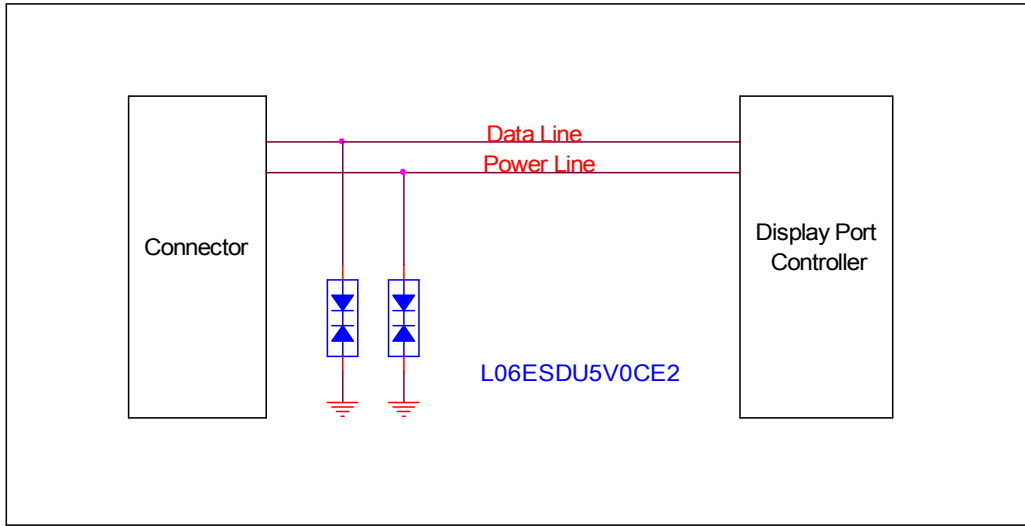 Data Line
Power Line
Connector
Display Port
Controller
L06ESDU5V0CE2